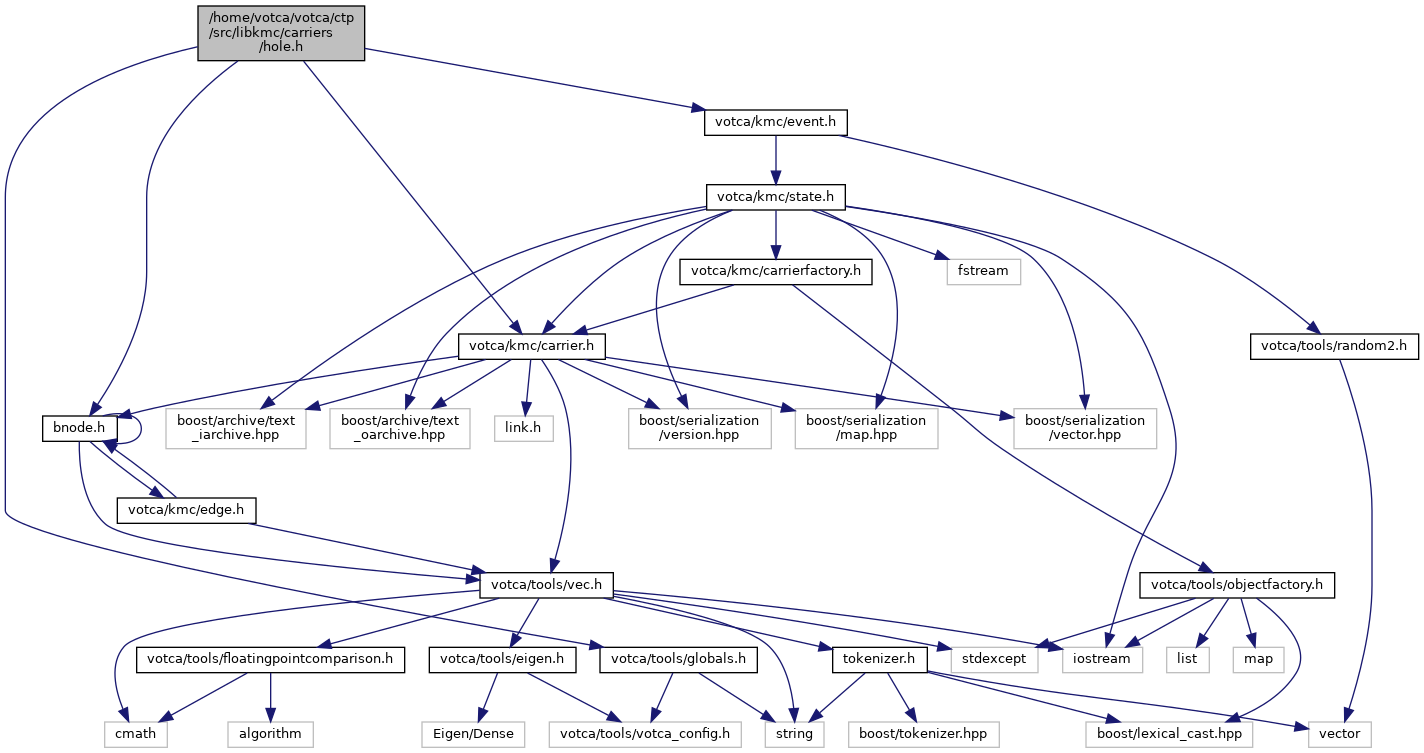 /home/votca/votca/ctp
/src/libkmc/carriers
/hole.h
votca/kmc/event.h
votca/kmc/state.h
votca/kmc/carrierfactory.h
fstream
votca/kmc/carrier.h
votca/tools/random2.h
bnode.h
boost/archive/text
_iarchive.hpp
boost/archive/text
_oarchive.hpp
link.h
boost/serialization
/version.hpp
boost/serialization
/map.hpp
boost/serialization
/vector.hpp
votca/kmc/edge.h
votca/tools/vec.h
votca/tools/objectfactory.h
votca/tools/floatingpointcomparison.h
votca/tools/eigen.h
votca/tools/globals.h
tokenizer.h
stdexcept
iostream
list
map
cmath
algorithm
Eigen/Dense
votca/tools/votca_config.h
string
boost/tokenizer.hpp
boost/lexical_cast.hpp
vector